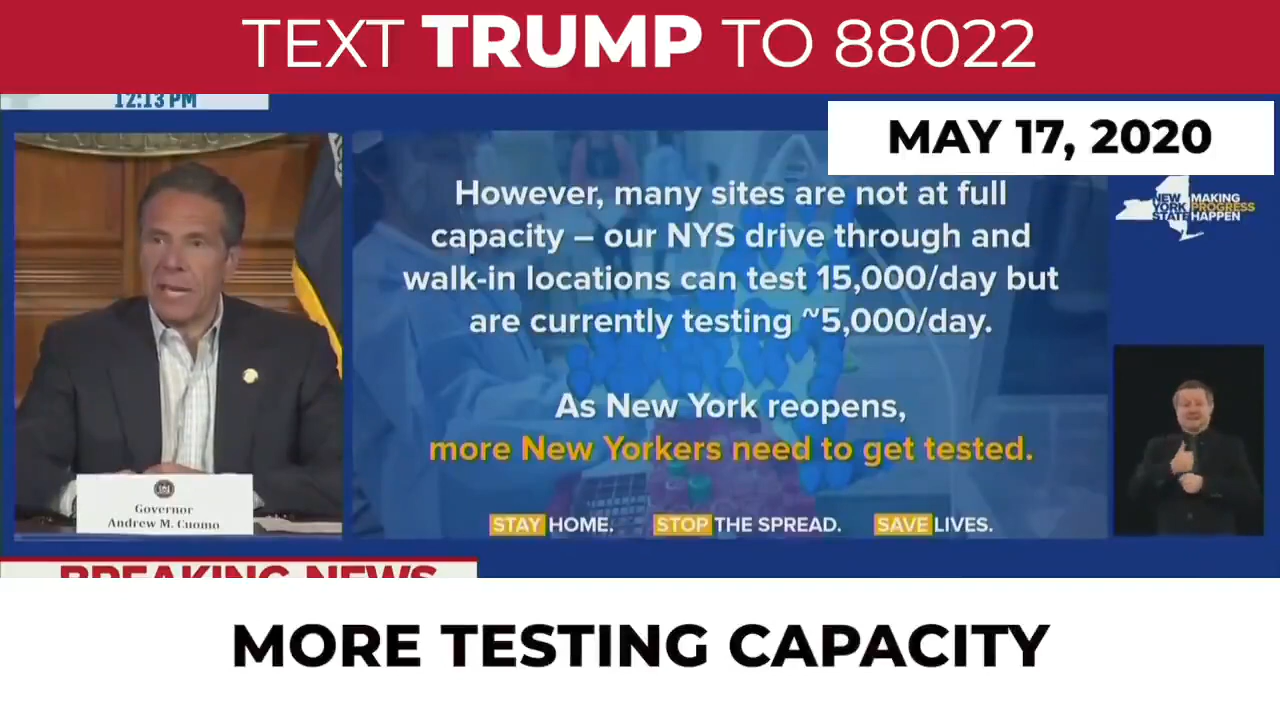 TEXT TRUMP TO 88022
12:13 PM
MAY 17, 2020
However, many sites are not at full
capacity – our NYS drive through and
walk-in locations can test 15,000/day but
are currently testing ~5,000/day.
As New York reopens,
more New Yorkers need to get tested.
STAY HOME. STOP THE SPREAD. SAVE LIVES.
NEW YORK STATE
MAKING PROGRESS HAPPEN
Governor
Andrew M. Cuomo
BREAKING NEWS
MORE TESTING CAPACITY